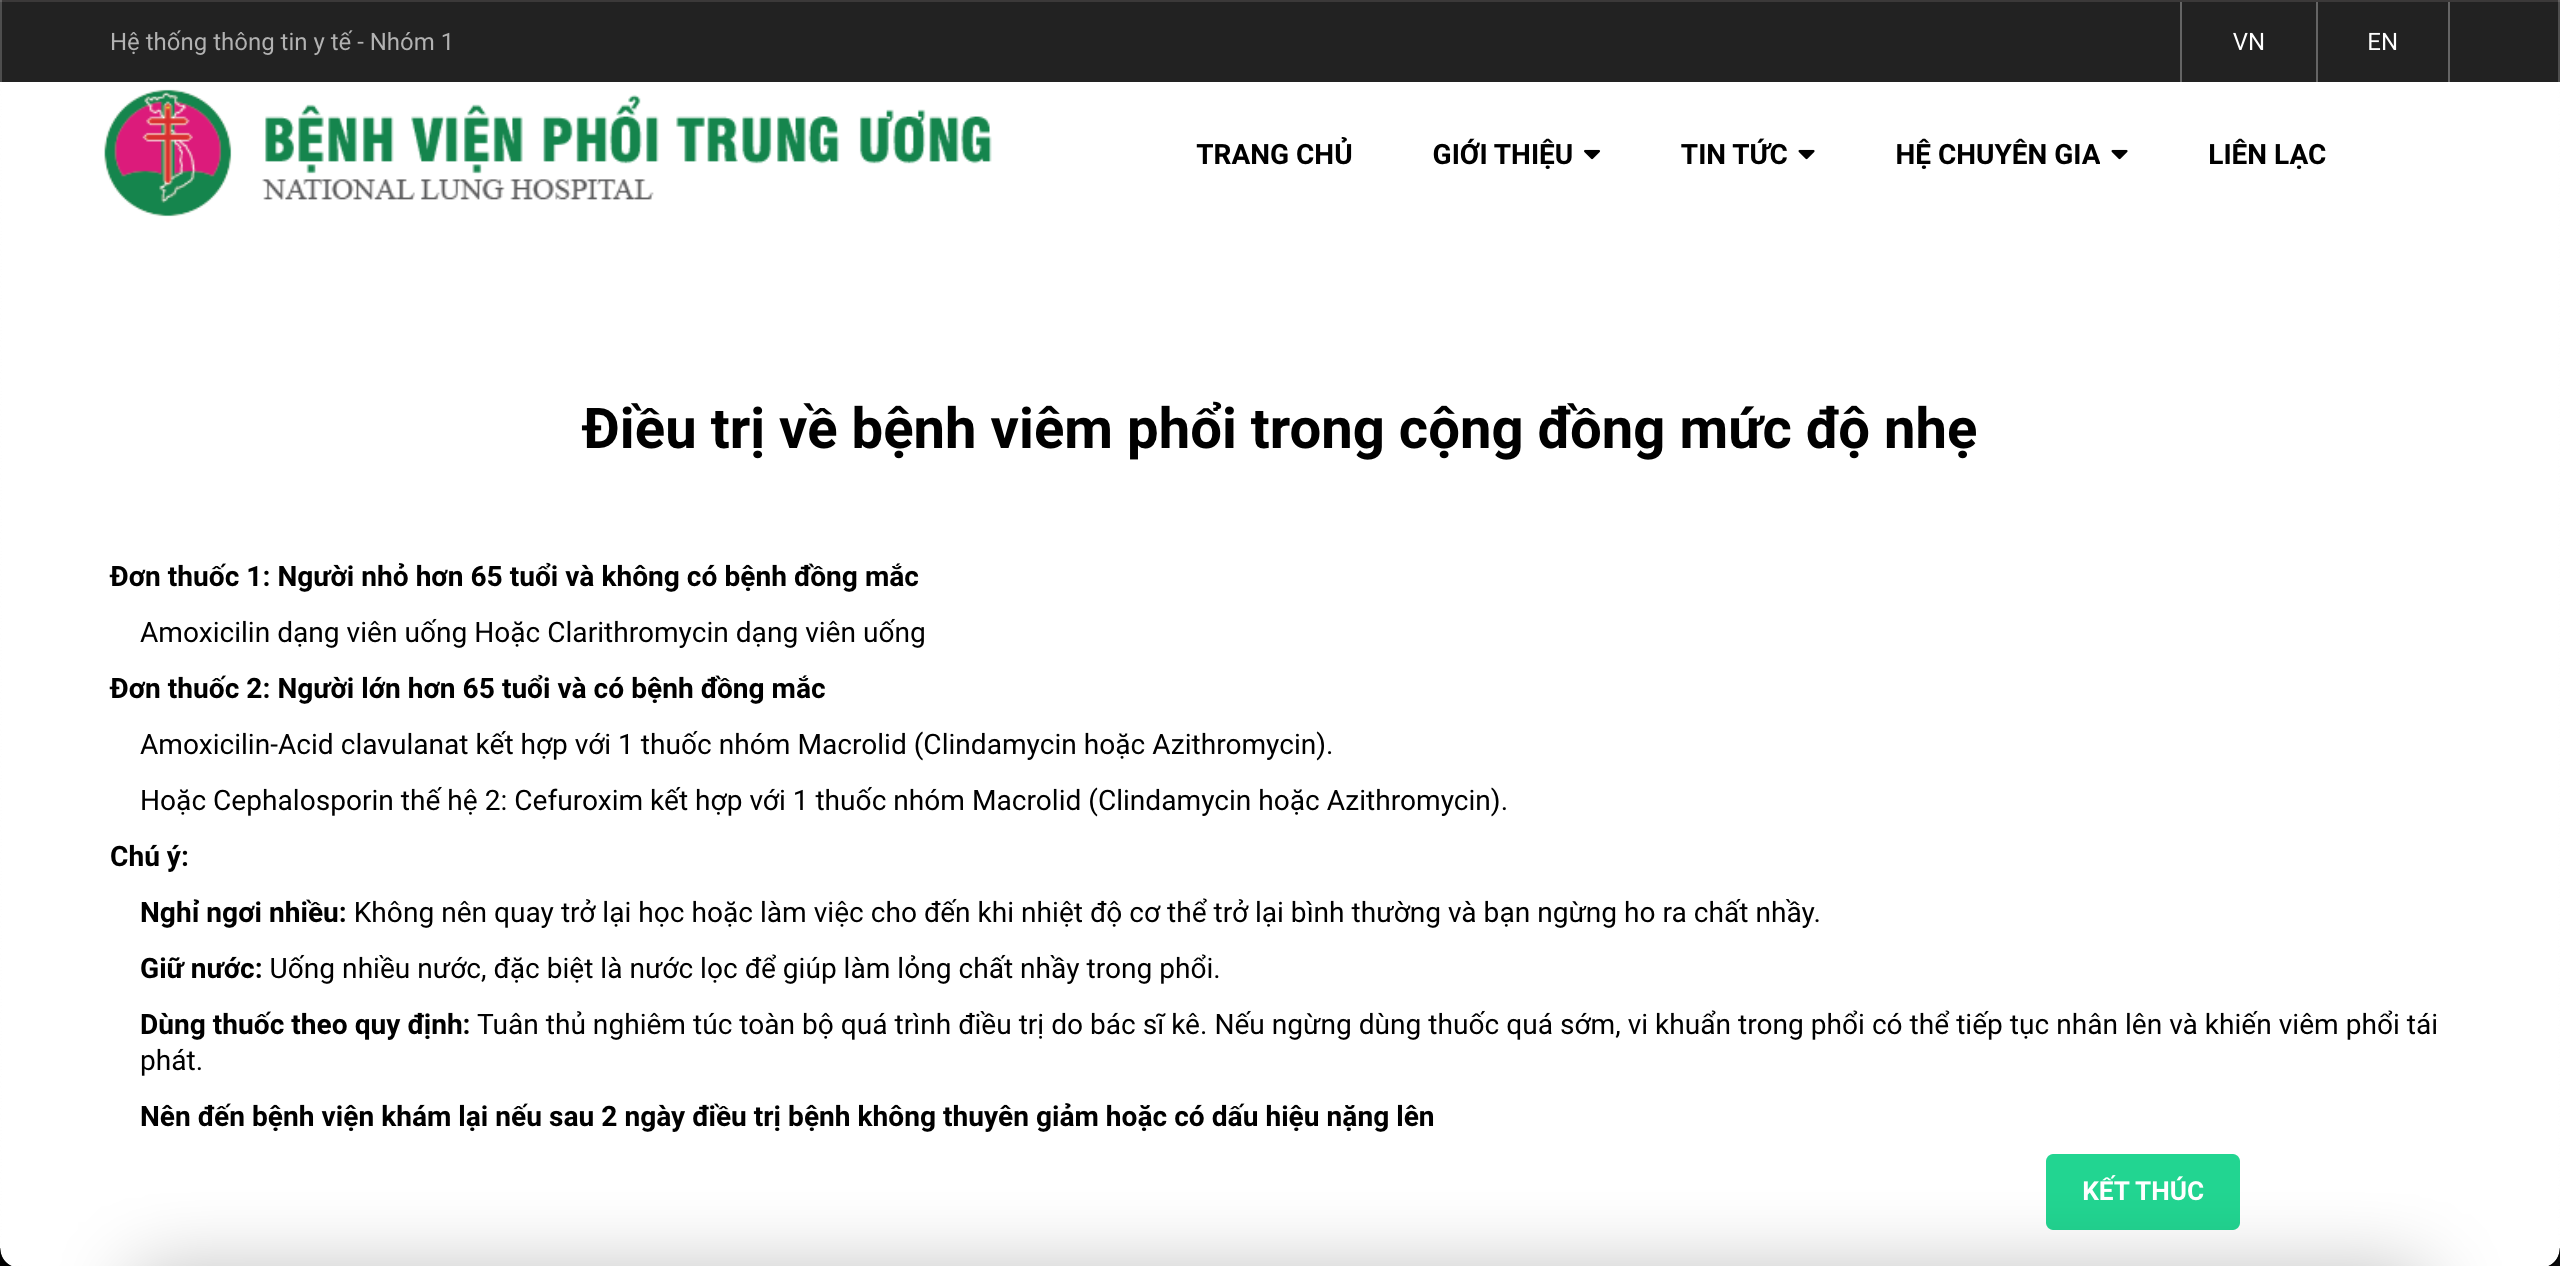 Hệ thống thông tin y tế - Nhóm 1
VN
EN
BỆNH VIỆN PHỔI TRUNG ƯƠNG
NATIONAL LUNG HOSPITAL
TRANG CHỦ
GIỚI THIỆU
TIN TỨC
HỆ CHUYÊN GIA
LIÊN LẠC
Điều trị về bệnh viêm phổi trong cộng đồng mức độ nhẹ
Đơn thuốc 1: Người nhỏ hơn 65 tuổi và không có bệnh đồng mắc
Amoxicilin dạng viên uống Hoặc Clarithromycin dạng viên uống
Đơn thuốc 2: Người lớn hơn 65 tuổi và có bệnh đồng mắc
Amoxicilin-Acid clavulanat kết hợp với 1 thuốc nhóm Macrolid (Clindamycin hoặc Azithromycin).
Hoặc Cephalosporin thế hệ 2: Cefuroxim kết hợp với 1 thuốc nhóm Macrolid (Clindamycin hoặc Azithromycin).
Chú ý:
Nghỉ ngơi nhiều: Không nên quay trở lại học hoặc làm việc cho đến khi nhiệt độ cơ thể trở lại bình thường và bạn ngừng ho ra chất nhầy.
Giữ nước: Uống nhiều nước, đặc biệt là nước lọc để giúp làm lỏng chất nhầy trong phổi.
Dùng thuốc theo quy định: Tuân thủ nghiêm túc toàn bộ quá trình điều trị do bác sĩ kê. Nếu ngừng dùng thuốc quá sớm, vi khuẩn trong phổi có thể tiếp tục nhân lên và khiến viêm phổi tái
phát.
Nên đến bệnh viện khám lại nếu sau 2 ngày điều trị bệnh không thuyên giảm hoặc có dấu hiệu nặng lên
KẾT THÚC